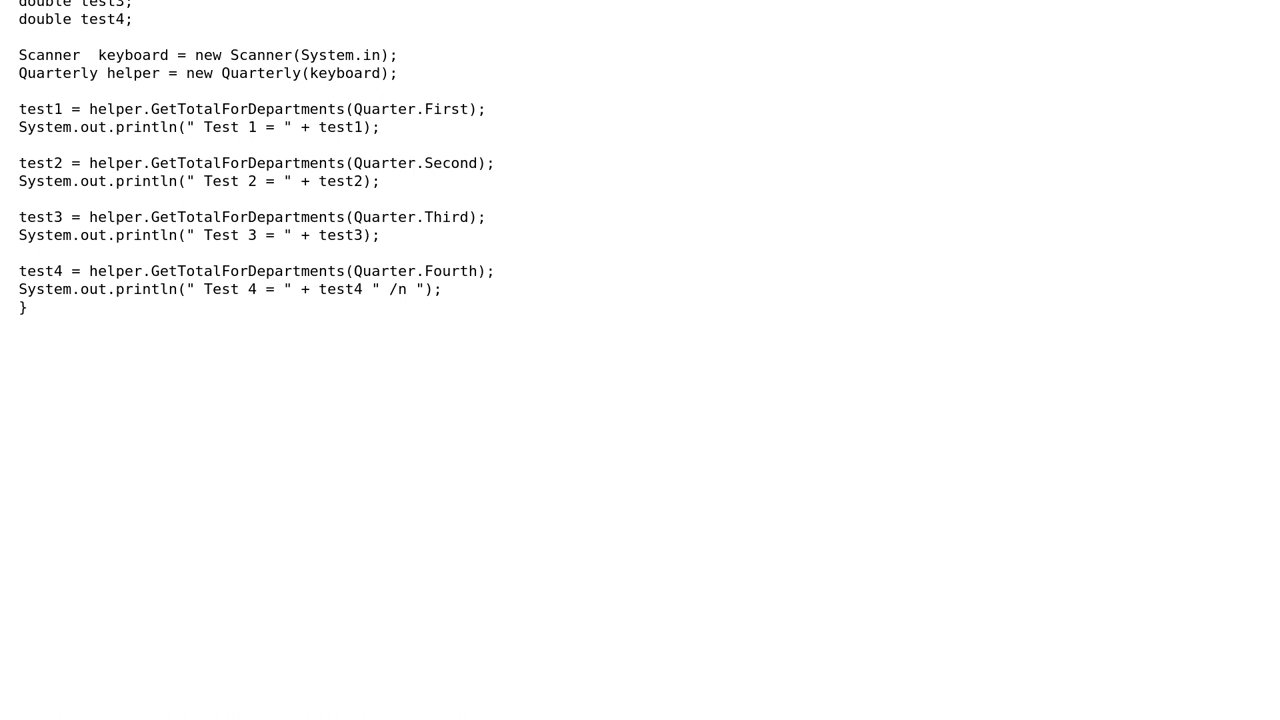 double test3;
double test4;

Scanner  keyboard = new Scanner(System.in);
Quarterly helper = new Quarterly(keyboard);

test1 = helper.GetTotalForDepartments(Quarter.First);
System.out.println(" Test 1 = " + test1);

test2 = helper.GetTotalForDepartments(Quarter.Second);
System.out.println(" Test 2 = " + test2);

test3 = helper.GetTotalForDepartments(Quarter.Third);
System.out.println(" Test 3 = " + test3);

test4 = helper.GetTotalForDepartments(Quarter.Fourth);
System.out.println(" Test 4 = " + test4 " /n ");
}